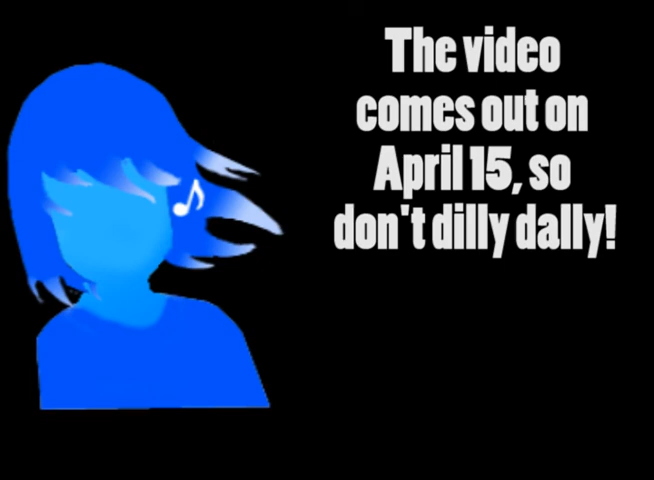 The video
comes out on
April 15, so
don't dilly dally!